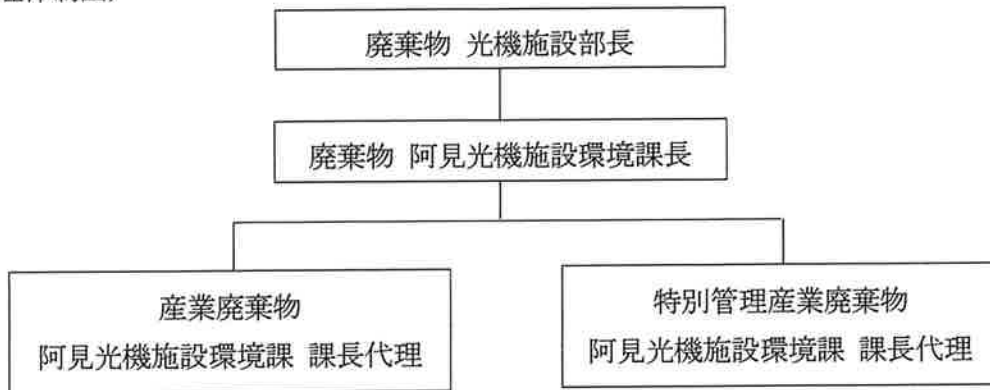 廃棄物 光機施設部長
廃棄物 阿見光機施設環境課長
産業廃棄物
阿見光機施設環境課 課長代理
特別管理産業廃棄物
阿見光機施設環境課 課長代理